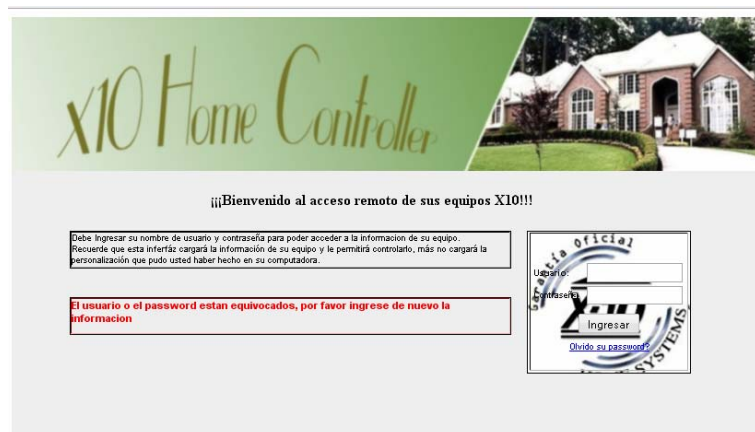 x10 Home Controller
¡¡¡Bienvenido al acceso remoto de sus equipos X10!!!
Debe Ingresar su nombre de usuario y contraseña para poder acceder a la informacion de su equipo.
Recuerde que esta inferfáz cargará la información de su equipo y le permitirá controlarlo, más no cargará la
personalización que pudo usted haber hecho en su computadora.
El usuario o el password estan equivocados, por favor ingrese de nuevo la
informacion
Garantía Oficial
Usuario:
Contraseña:
X-10
Ingresar
Olvido su password?
SYSTEMS